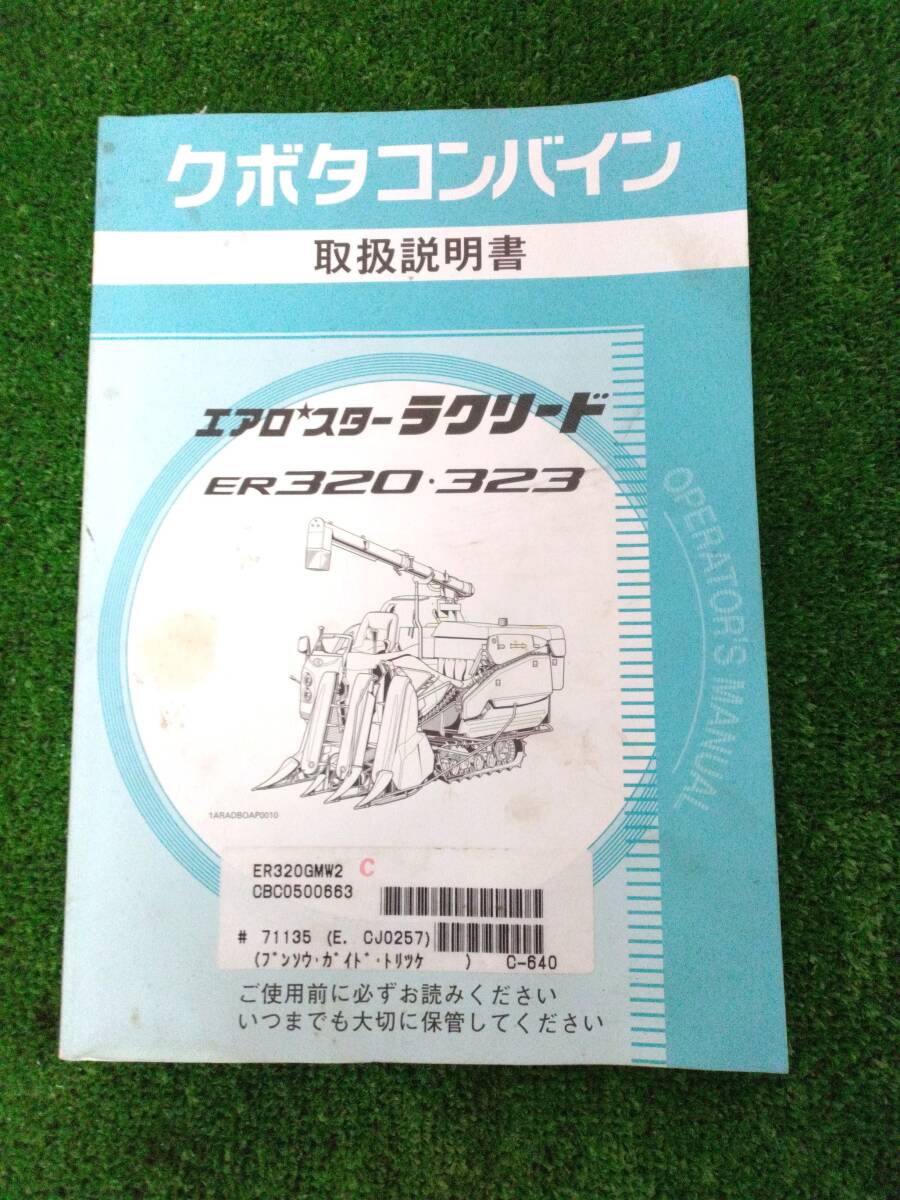 クボタコンバイン
取扱説明書
エアロ★スター ラクリード
ER320・323
OPERATOR'S MANUAL
1ARADBOAP0010
ER320GMW2 C
CBC0500663
# 71135 (E. CJ0257)
(ﾌﾞﾝｿｳ･ｶﾞｲﾄﾞ･ﾄﾘﾂｹ ) C-640
ご使用前に必ずお読みください
いつまでも大切に保管してください